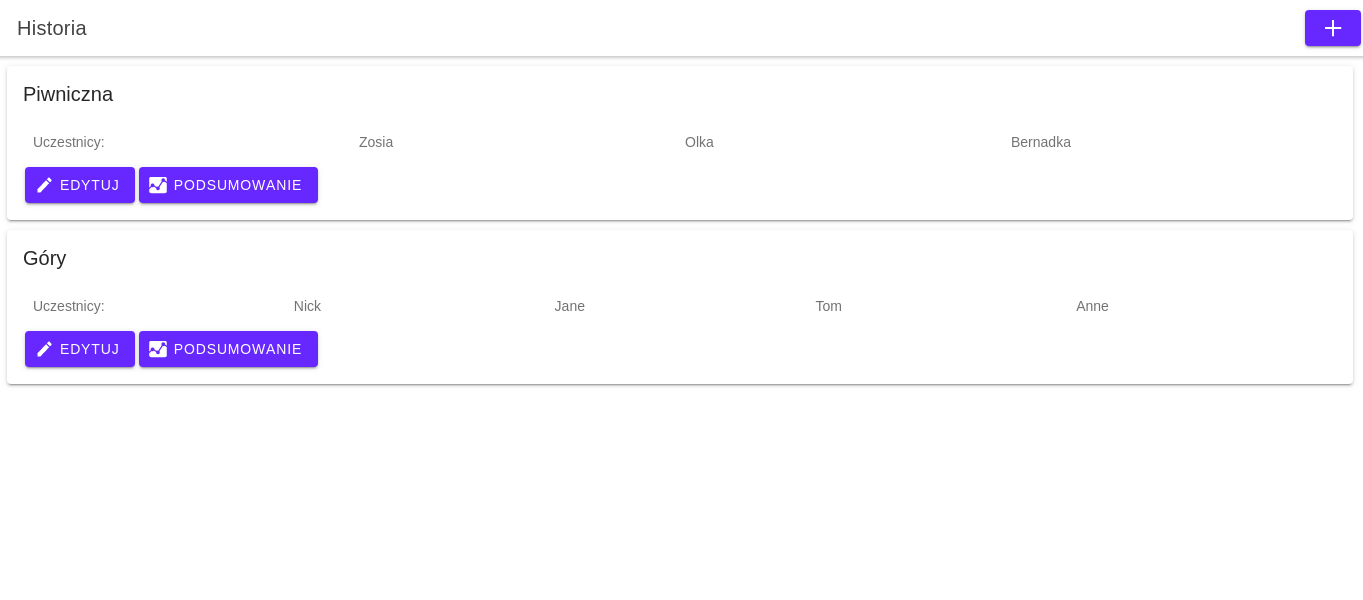 Historia
Piwniczna
Uczestnicy: Zosia Olka Bernadka
EDYTUJ PODSUMOWANIE
Góry
Uczestnicy: Nick Jane Tom Anne
EDYTUJ PODSUMOWANIE